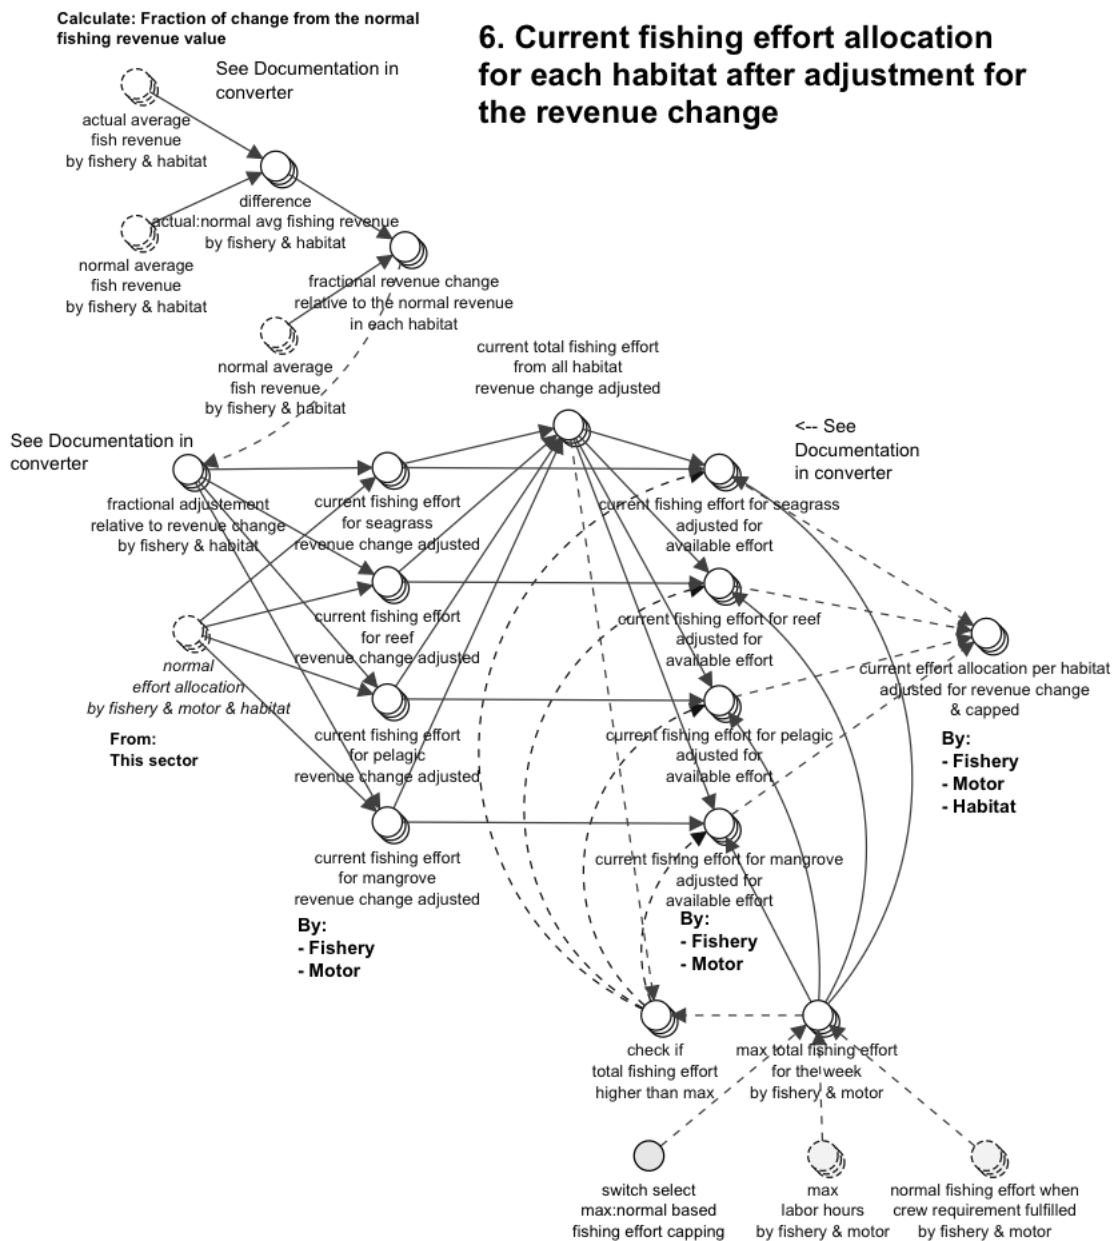 Calculate: Fraction of change from the normal
fishing revenue value
6. Current fishing effort allocation
for each habitat after adjustment for
the revenue change
See Documentation in
converter
actual average
fish revenue
by fishery & habitat
difference
actual:normal avg fishing revenue
by fishery & habitat
normal average
fish revenue
by fishery & habitat
fractional revenue change
relative to the normal revenue
in each habitat
normal average
fish revenue
by fishery & habitat
current total fishing effort
from all habitat
revenue change adjusted
See Documentation in
converter
<-- See
Documentation
in converter
fractional adjustement
relative to revenue change
by fishery & habitat
current fishing effort
for seagrass
revenue change adjusted
current fishing effort for seagrass
adjusted for
available effort
current fishing effort
for reef
revenue change adjusted
current fishing effort for reef
adjusted for
available effort
normal
effort allocation
by fishery & motor & habitat
From:
This sector
current effort allocation per habitat
adjusted for revenue change
& capped
By:
- Fishery
- Motor
- Habitat
current fishing effort
for pelagic
revenue change adjusted
current fishing effort for pelagic
adjusted for
available effort
current fishing effort
for mangrove
revenue change adjusted
current fishing effort for mangrove
adjusted for
available effort
By:
- Fishery
- Motor
By:
- Fishery
- Motor
check if
total fishing effort
higher than max
max total fishing effort
for the week
by fishery & motor
switch select
max:normal based
fishing effort capping
max
labor hours
by fishery & motor
normal fishing effort when
crew requirement fulfilled
by fishery & motor